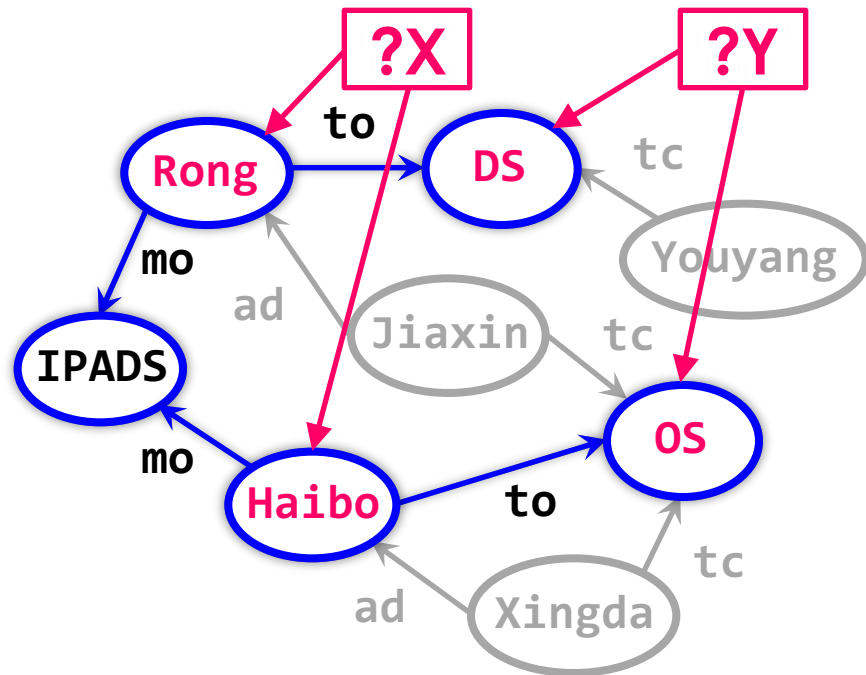 ?X
?Y
to
Rong
DS
tc
Youyang
mo
ad
Jiaxin
tc
IPADS
OS
mo
Haibo
to
tc
ad
Xingda